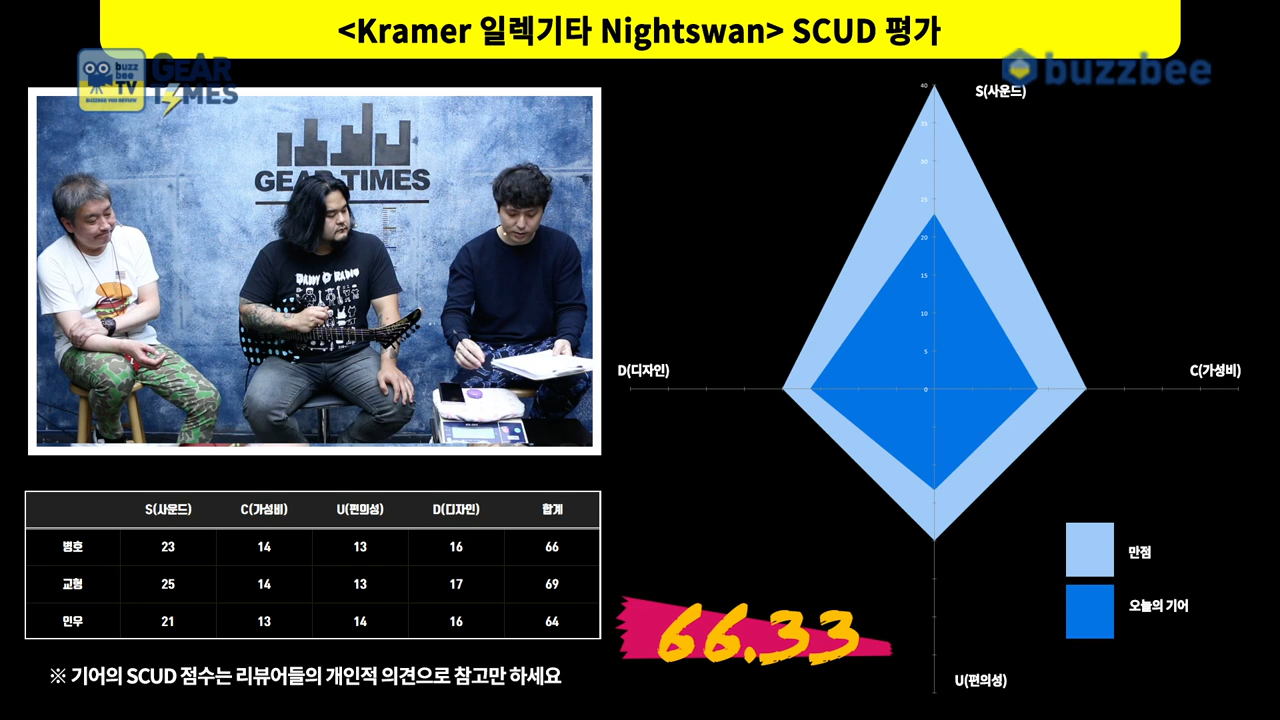 <Kramer 일렉기타 Nightswan> SCUD 평가
buzz
bee
TV
BUZZBEE YOU REVIEW
GEAR
TIMES
buzzbee
GEAR TIMES
DADDY O RADIO
S(사운드)
40
35
30
25
20
15
10
5
0
D(디자인)
C(가성비)
U(편의성)
만점
오늘의 기어
S(사운드) C(가성비) U(편의성) D(디자인) 합계
병호 23 14 13 16 66
교형 25 14 13 17 69
민우 21 13 14 16 64
66.33
※ 기어의 SCUD 점수는 리뷰어들의 개인적 의견으로 참고만 하세요